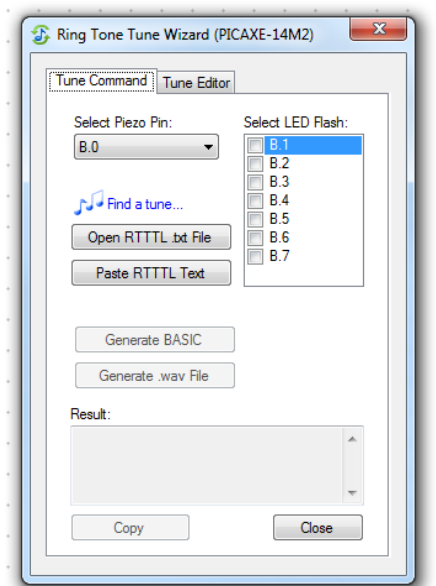 Ring Tone Tune Wizard (PICAXE-14M2)
Tune Command
Tune Editor
Select Piezo Pin:
B.0
Select LED Flash:
B.1
B.2
B.3
B.4
B.5
B.6
B.7
Find a tune...
Open RTTTL .txt File
Paste RTTTL Text
Generate BASIC
Generate .wav File
Result:
Copy
Close